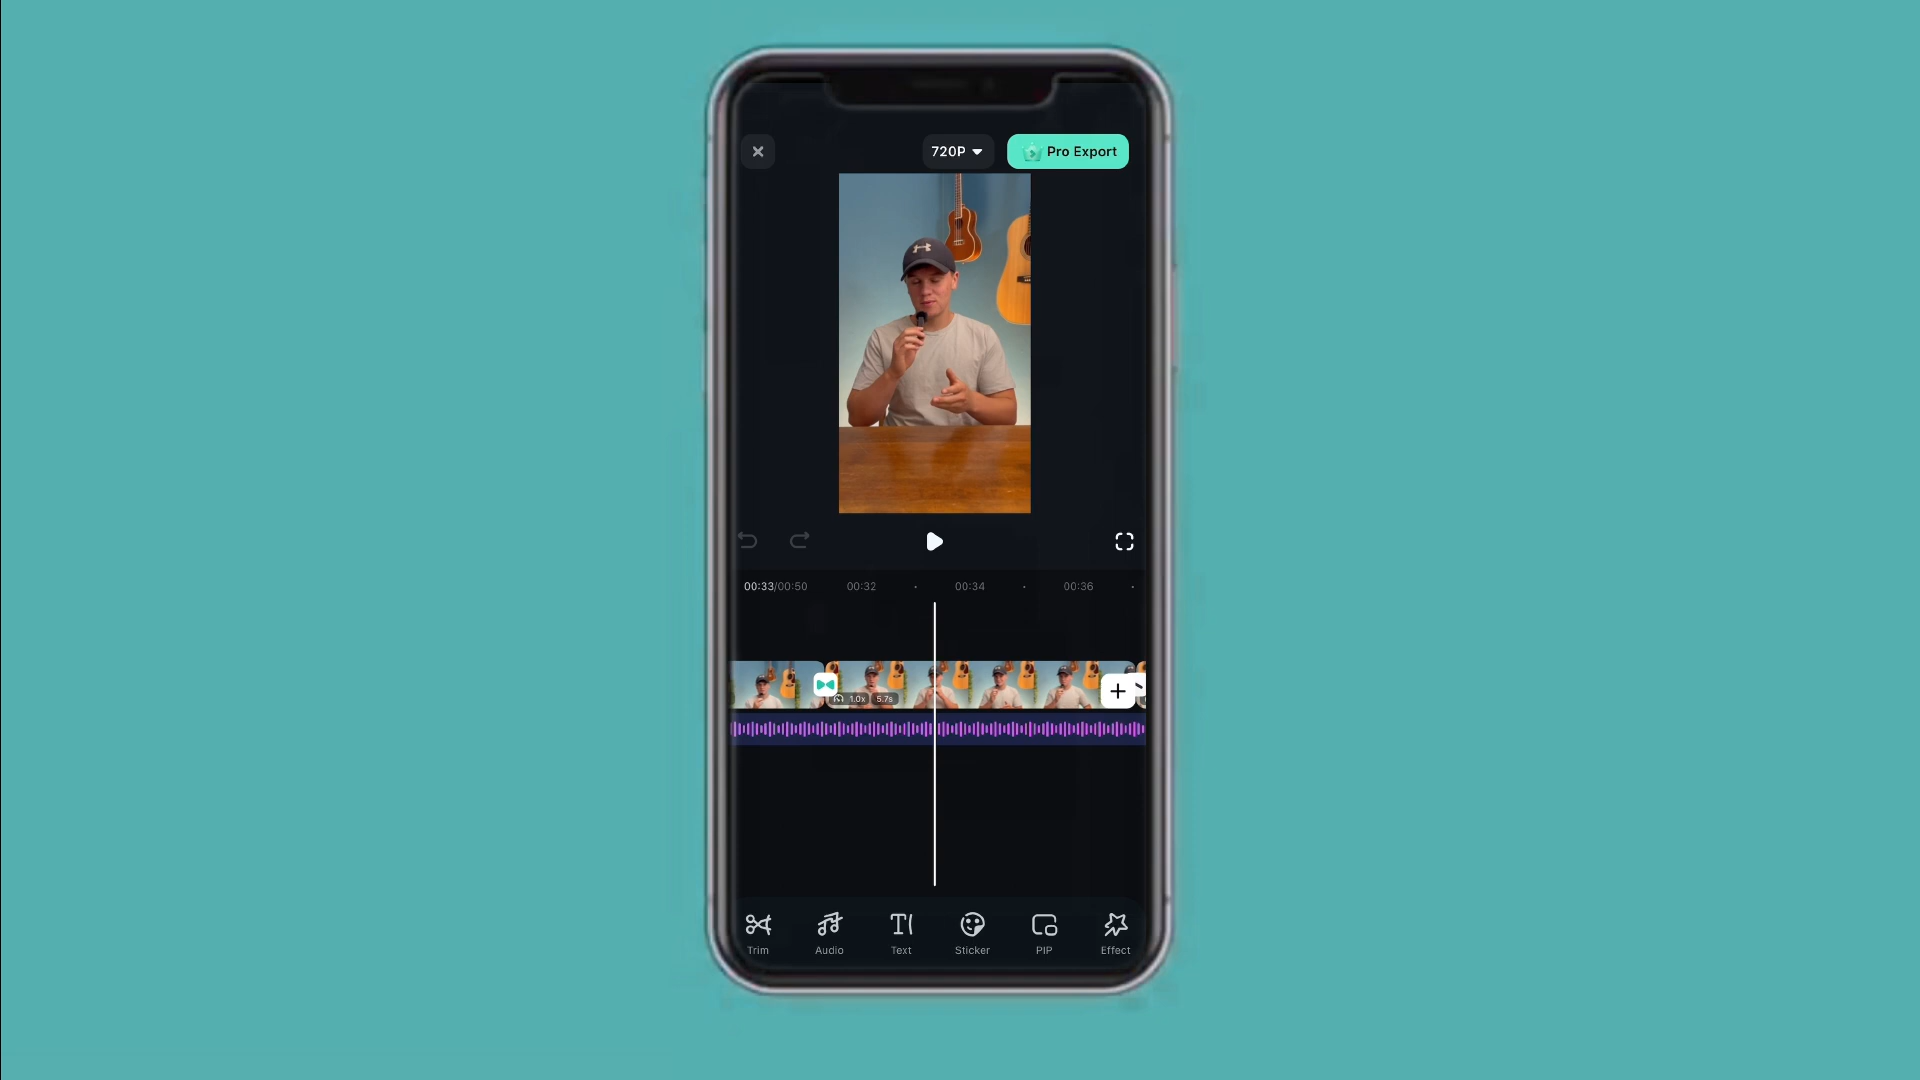 720P
Pro Export
00:33/00:50 00:32 00:34 00:36
1.0x 5.7s
Trim Audio Text Sticker PIP Effect